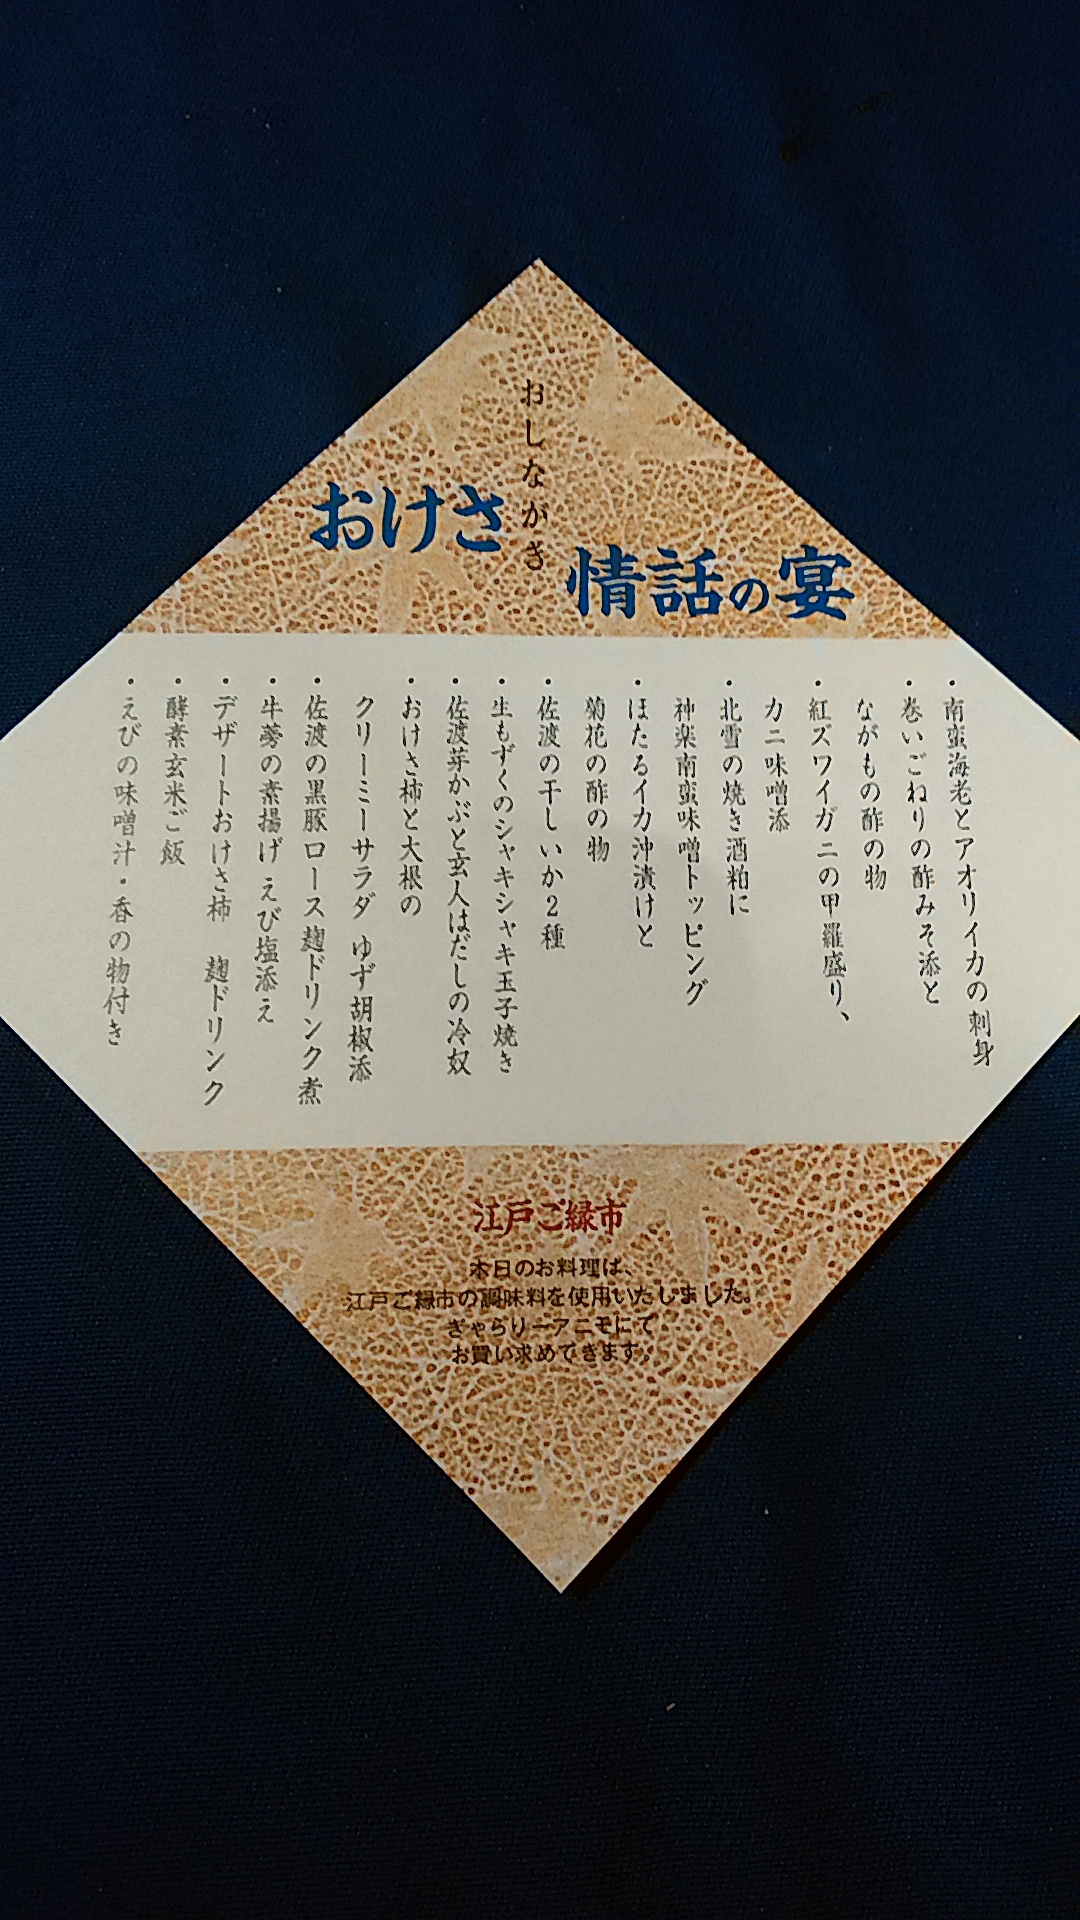 おしながき
おけさ
情話の宴
・南蛮海老とアオリイカの刺身
・巻いごねりの酢みそ添と
ながもの酢の物
・紅ズワイガニの甲羅盛り、
カニ味噌添
・北雪の焼き酒粕に
神楽南蛮味噌トッピング
・ほたるイカ沖漬けと
菊花の酢の物
・佐渡の干しいか2種
・生もずくのシャキシャキ玉子焼き
・佐渡芽かぶと玄人はだしの冷奴
・おけさ柿と大根の
クリーミーサラダ ゆず胡椒添
・佐渡の黒豚ロース麹ドリンク煮
・牛蒡の素揚げ えび塩添え
・デザートおけさ柿 麹ドリンク
・酵素玄米ご飯
・えびの味噌汁・香の物付き
江戸ご縁市
本日のお料理は、
江戸ご縁市の調味料を使用いたしました。
ぎゃらりーアニモにて
お買い求めできます。